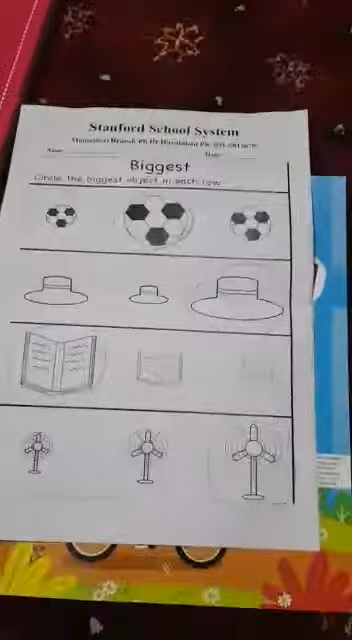 Stanford School System
Name:
Date:
Biggest
Circle the biggest object in each row.